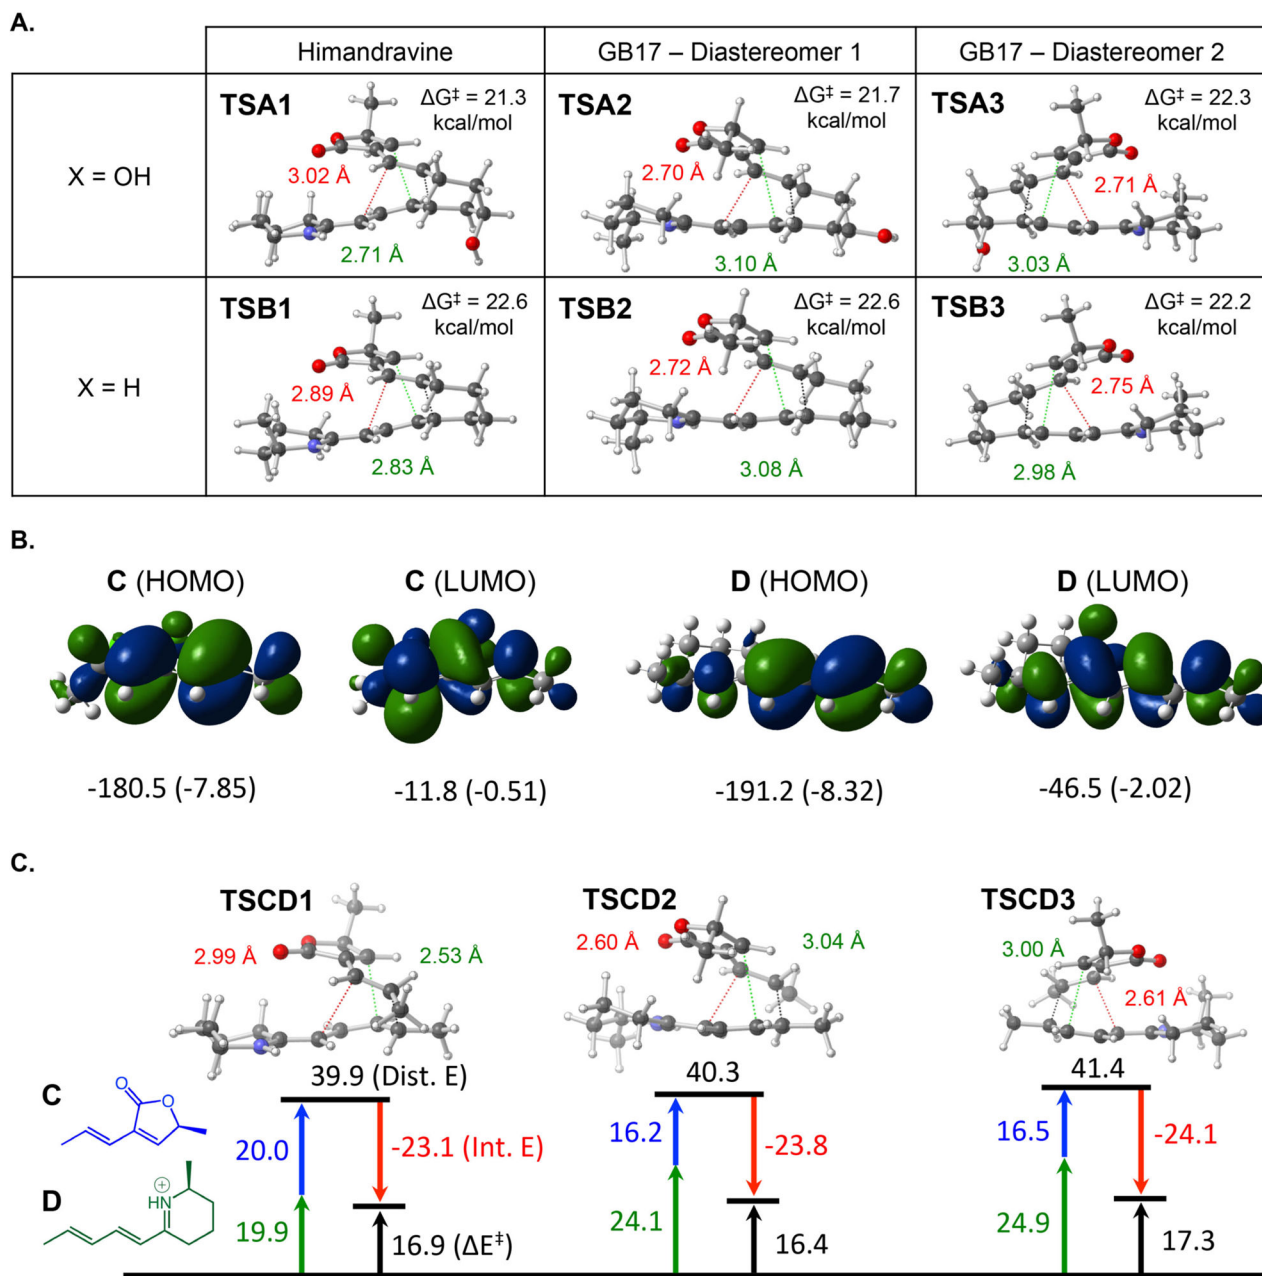 A.
Himandravine
GB17 – Diastereomer 1
GB17 – Diastereomer 2
X = OH
TSA1
ΔG‡ = 21.3
kcal/mol
3.02 Å
2.71 Å
TSA2
ΔG‡ = 21.7
kcal/mol
2.70 Å
3.10 Å
TSA3
ΔG‡ = 22.3
kcal/mol
2.71 Å
3.03 Å
X = H
TSB1
ΔG‡ = 22.6
kcal/mol
2.89 Å
2.83 Å
TSB2
ΔG‡ = 22.6
kcal/mol
2.72 Å
3.08 Å
TSB3
ΔG‡ = 22.2
kcal/mol
2.75 Å
2.98 Å
B.
C (HOMO)
C (LUMO)
D (HOMO)
D (LUMO)
-180.5 (-7.85)
-11.8 (-0.51)
-191.2 (-8.32)
-46.5 (-2.02)
C.
TSCD1
2.99 Å
2.53 Å
TSCD2
2.60 Å
3.04 Å
TSCD3
3.00 Å
2.61 Å
C
O
O
D
HN
+
39.9 (Dist. E)
20.0
-23.1 (Int. E)
19.9
16.9 (ΔE‡)
40.3
16.2
-23.8
24.1
16.4
41.4
16.5
-24.1
24.9
17.3